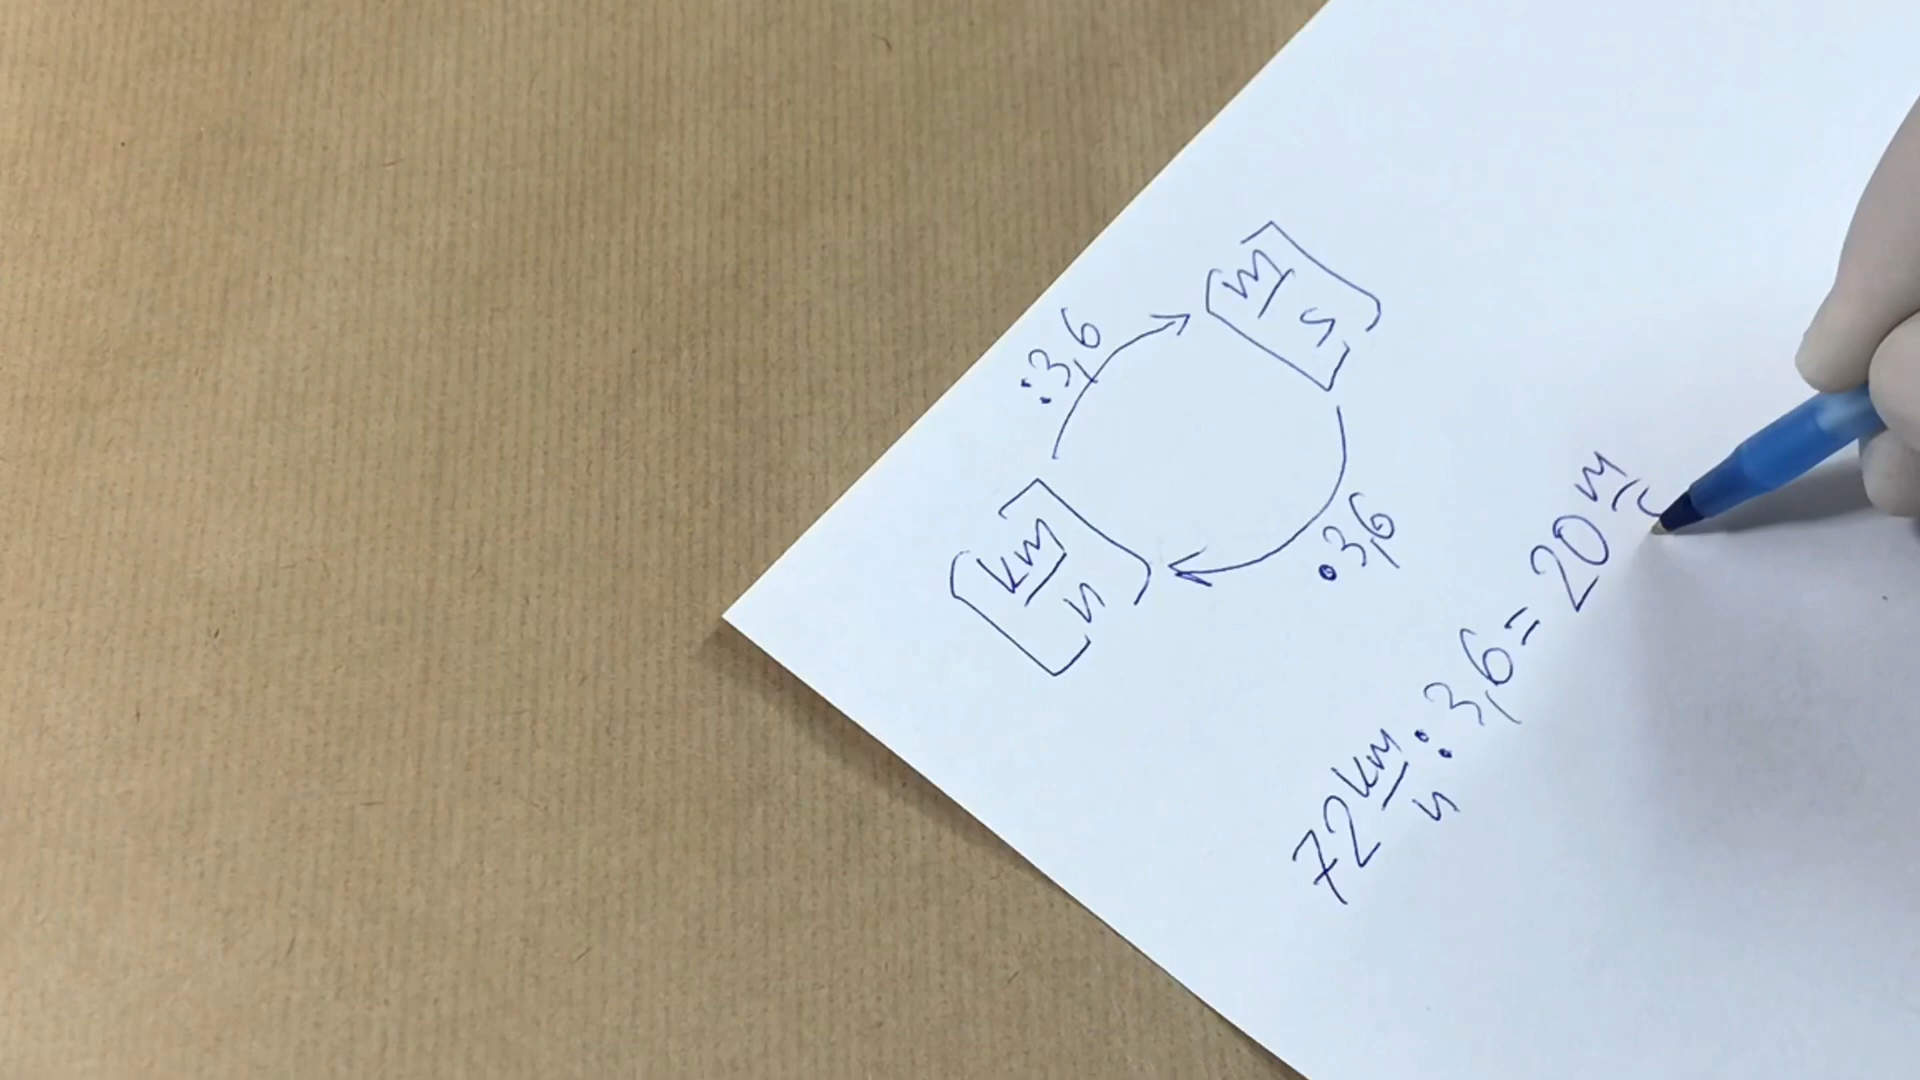 :3,6
[km/h]
[m/s]
•3,6
72 km/h :3,6 = 20 m/